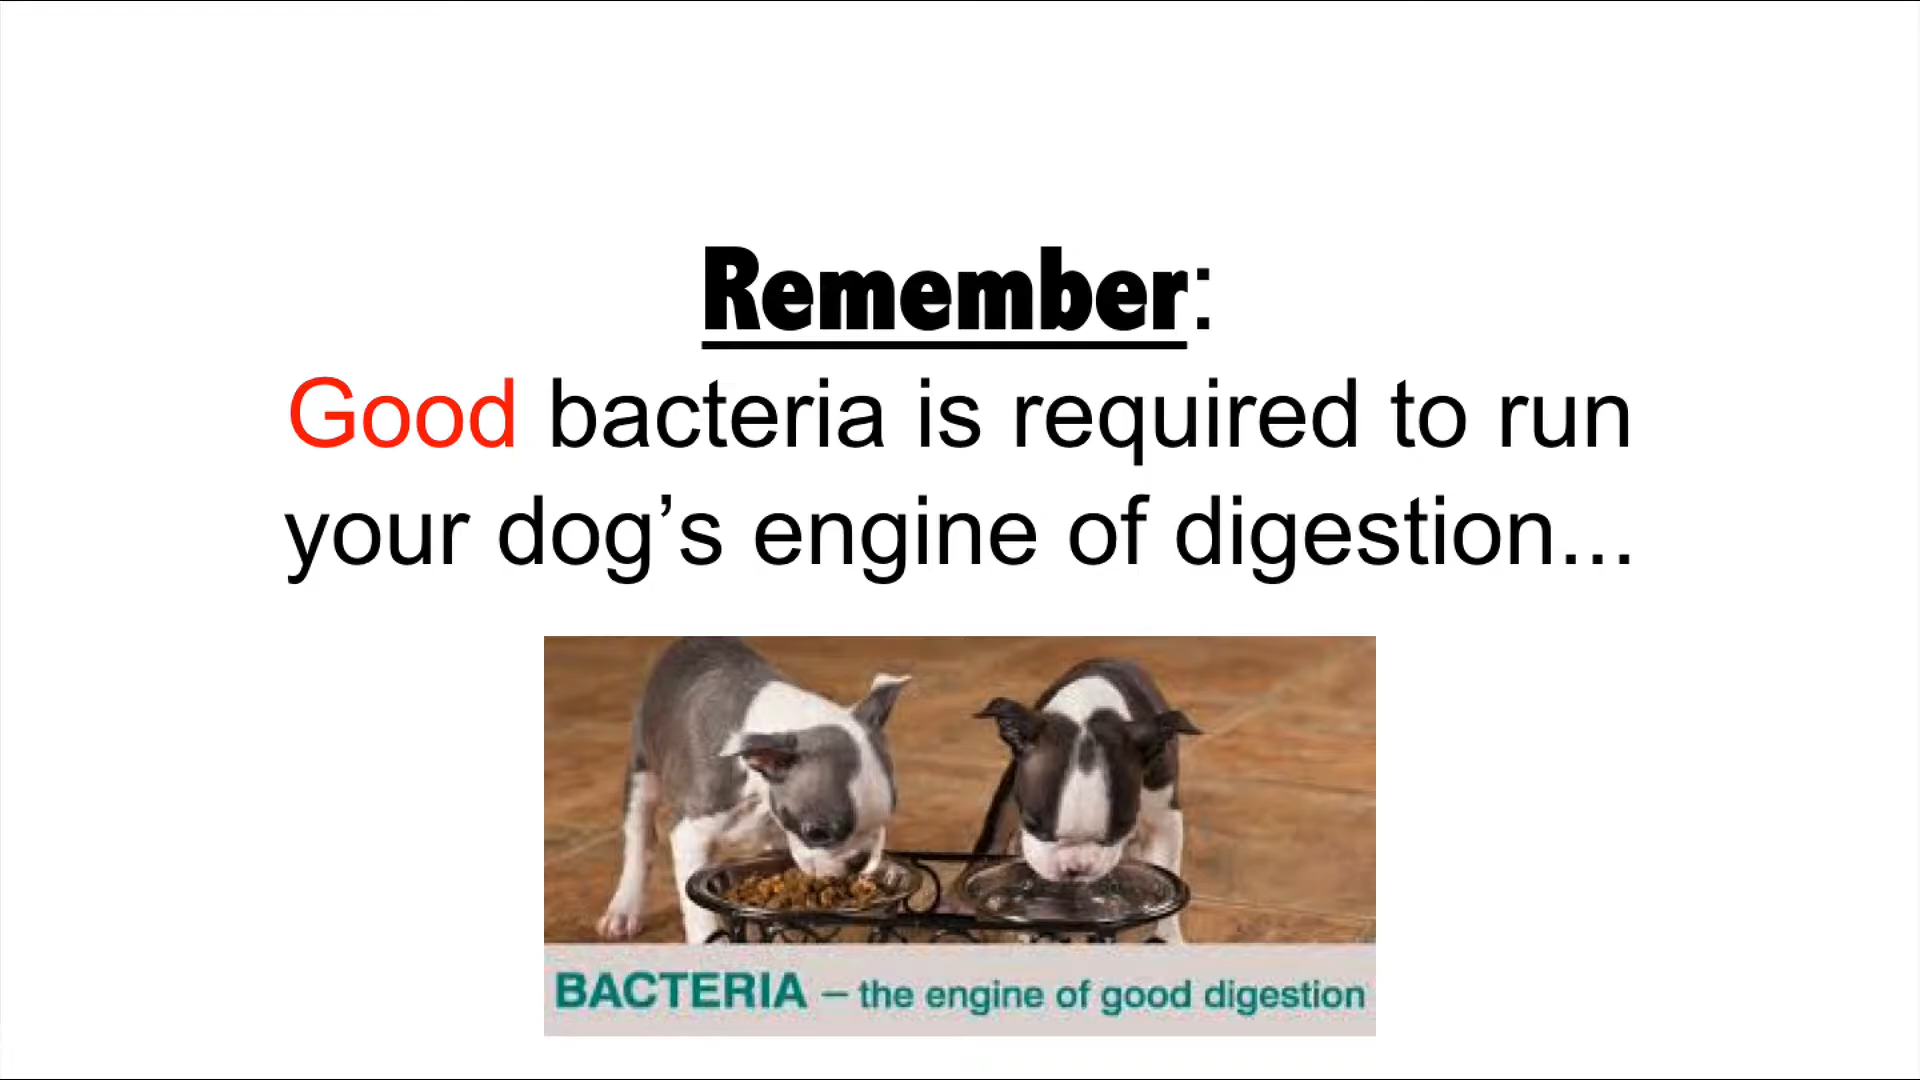 Remember:
Good bacteria is required to run
your dog’s engine of digestion...
BACTERIA – the engine of good digestion